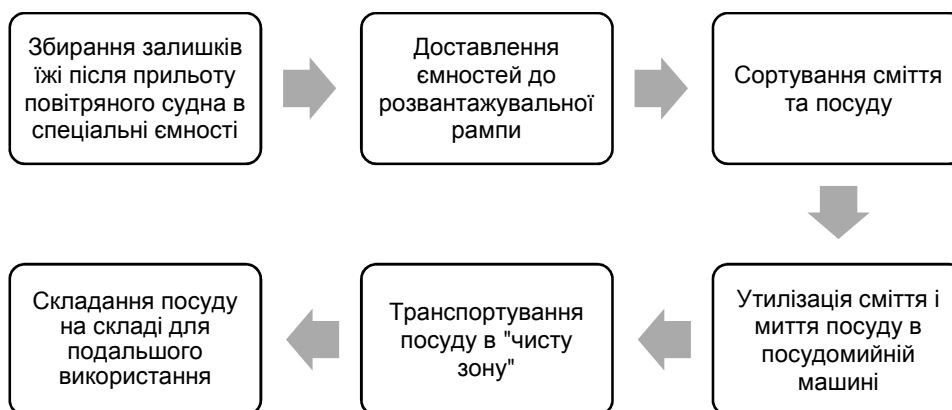 Збирання залишків
їжі після прильоту
повітряного судна в
спеціальні ємності
Доставлення
ємностей до
розвантажувальної
рампи
Сортування сміття
та посуду
Утилізація сміття і
миття посуду в
посудомийній
машині
Транспортування
посуду в "чисту
зону"
Складання посуду
на складі для
подальшого
використання